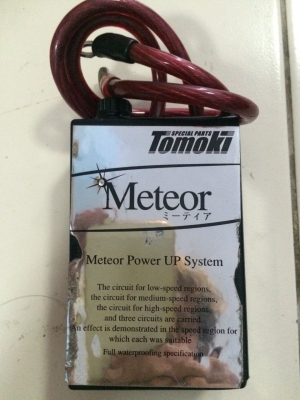 SPECIAL PARTS
Tomoki
Meteor
ミーティア
Meteor Power UP System
The circuit for low-speed regions,
the circuit for medium-speed regions,
the circuit for high-speed regions,
and three circuits are carried.
An effect is demonstrated in the speed region for
which each was suitable
Full waterproofing specification